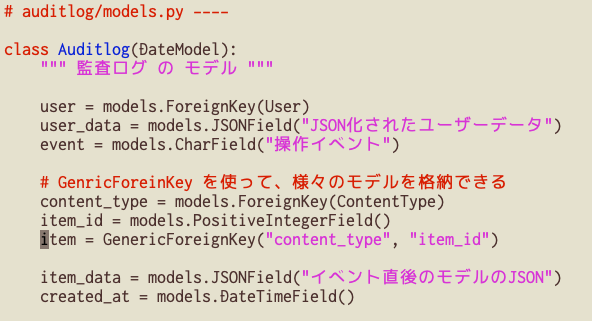 # auditlog/models.py ----
class Auditlog(ĐateModel):
""" 監査ログ の モデル """
user = models.ForeignKey(User)
user_data = models.JSONField("JSON化されたユーザーデータ")
event = models.CharField("操作イベント")
# GenricForeinKey を使って、様々のモデルを格納できる
content_type = models.ForeignKey(ContentType)
item_id = models.PositiveIntegerField()
item = GenericForeignKey("content_type", "item_id")
item_data = models.JSONField("イベント直後のモデルのJSON")
created_at = models.ĐateTimeField()